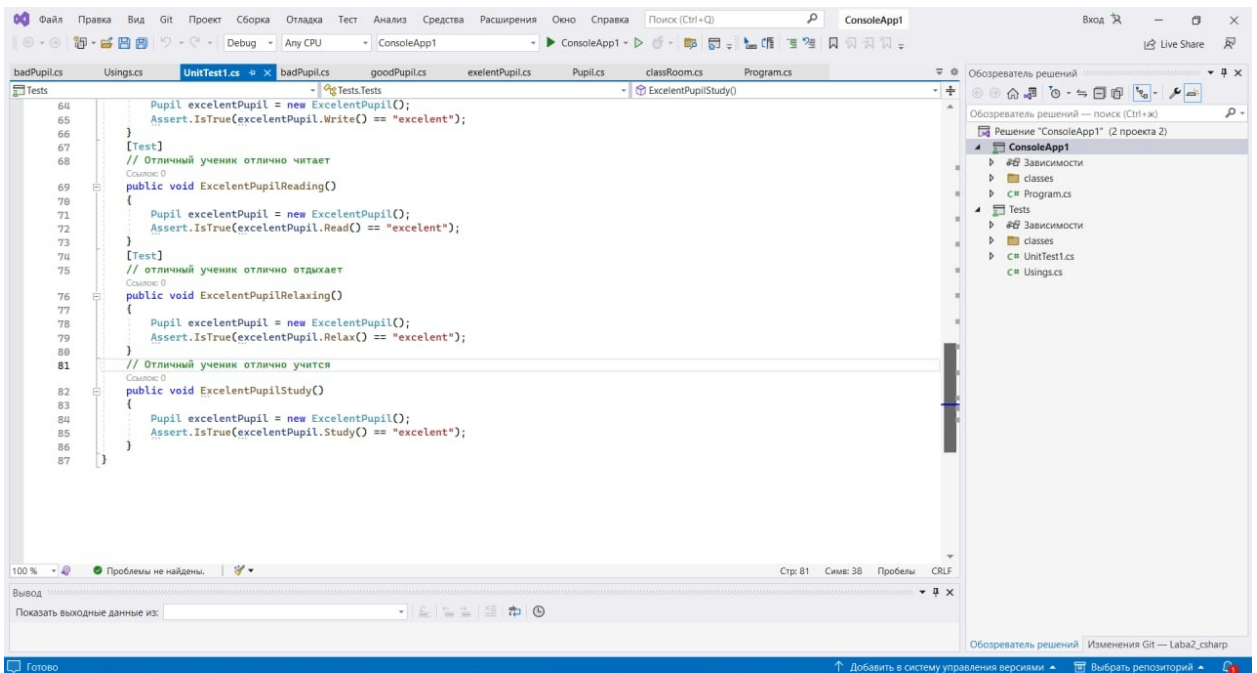 Файл Правка Вид Git Проект Сборка Отладка Тест Анализ Средства Расширения Окно Справка Поиск (Ctrl+Q) ConsoleApp1 Вход
Debug Any CPU ConsoleApp1 ConsoleApp1 Live Share
badPupil.cs Usings.cs UnitTest1.cs badPupil.cs goodPupil.cs exelentPupil.cs Pupil.cs classRoom.cs Program.cs
Tests Tests.Tests ExcelentPupilStudy()
64 Pupil excelentPupil = new ExcelentPupil();
65 Assert.IsTrue(excelentPupil.Write() == "excelent");
66 }
67 [Test]
68 // Отличный ученик отлично читает
Ссылок: 0
69 public void ExcelentPupilReading()
70 {
71 Pupil excelentPupil = new ExcelentPupil();
72 Assert.IsTrue(excelentPupil.Read() == "excelent");
73 }
74 [Test]
75 // отличный ученик отлично отдыхает
Ссылок: 0
76 public void ExcelentPupilRelaxing()
77 {
78 Pupil excelentPupil = new ExcelentPupil();
79 Assert.IsTrue(excelentPupil.Relax() == "excelent");
80 }
81 // Отличный ученик отлично учится
Ссылок: 0
82 public void ExcelentPupilStudy()
83 {
84 Pupil excelentPupil = new ExcelentPupil();
85 Assert.IsTrue(excelentPupil.Study() == "excelent");
86 }
87 }
100 % Проблемы не найдены. Стр: 81 Симв: 38 Пробелы CRLF
Вывод
Показать выходные данные из:
Обозреватель решений
Обозреватель решений — поиск (Ctrl+ж)
Решение "ConsoleApp1" (2 проекта 2)
ConsoleApp1
Зависимости
classes
C# Program.cs
Tests
Зависимости
classes
C# UnitTest1.cs
C# Usings.cs
Обозреватель решений Изменения Git — Laba2_csharp
Готово Добавить в систему управления версиями Выбрать репозиторий 1